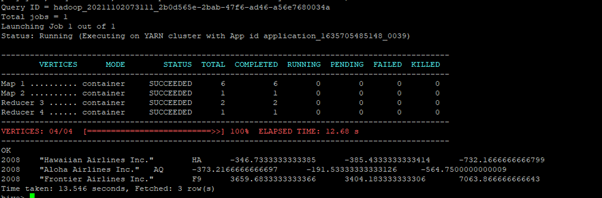 Query ID = hadoop_20211102073111_2b0d565e-2bab-47f6-ad46-a56e7680034a
Total jobs = 1
Launching Job 1 out of 1
Status: Running (Executing on YARN cluster with App id application_1635705485148_0039)
VERTICES MODE STATUS TOTAL COMPLETED RUNNING PENDING FAILED KILLED
Map 1 .......... container SUCCEEDED 6 6 0 0 0 0
Map 2 .......... container SUCCEEDED 1 1 0 0 0 0
Reducer 3 ...... container SUCCEEDED 2 2 0 0 0 0
Reducer 4 ...... container SUCCEEDED 1 1 0 0 0 0
VERTICES: 04/04 [==========================>>] 100% ELAPSED TIME: 12.68 s
OK
2008 "Hawaiian Airlines Inc." HA -346.7333333333385 -385.4333333333414 -732.1666666666799
2008 "Aloha Airlines Inc." AQ -373.2166666666697 -191.53333333333126 -564.7500000000009
2008 "Frontier Airlines Inc." F9 3659.6833333333366 3404.183333333306 7063.866666666643
Time taken: 13.546 seconds, Fetched: 3 row(s)
hive>